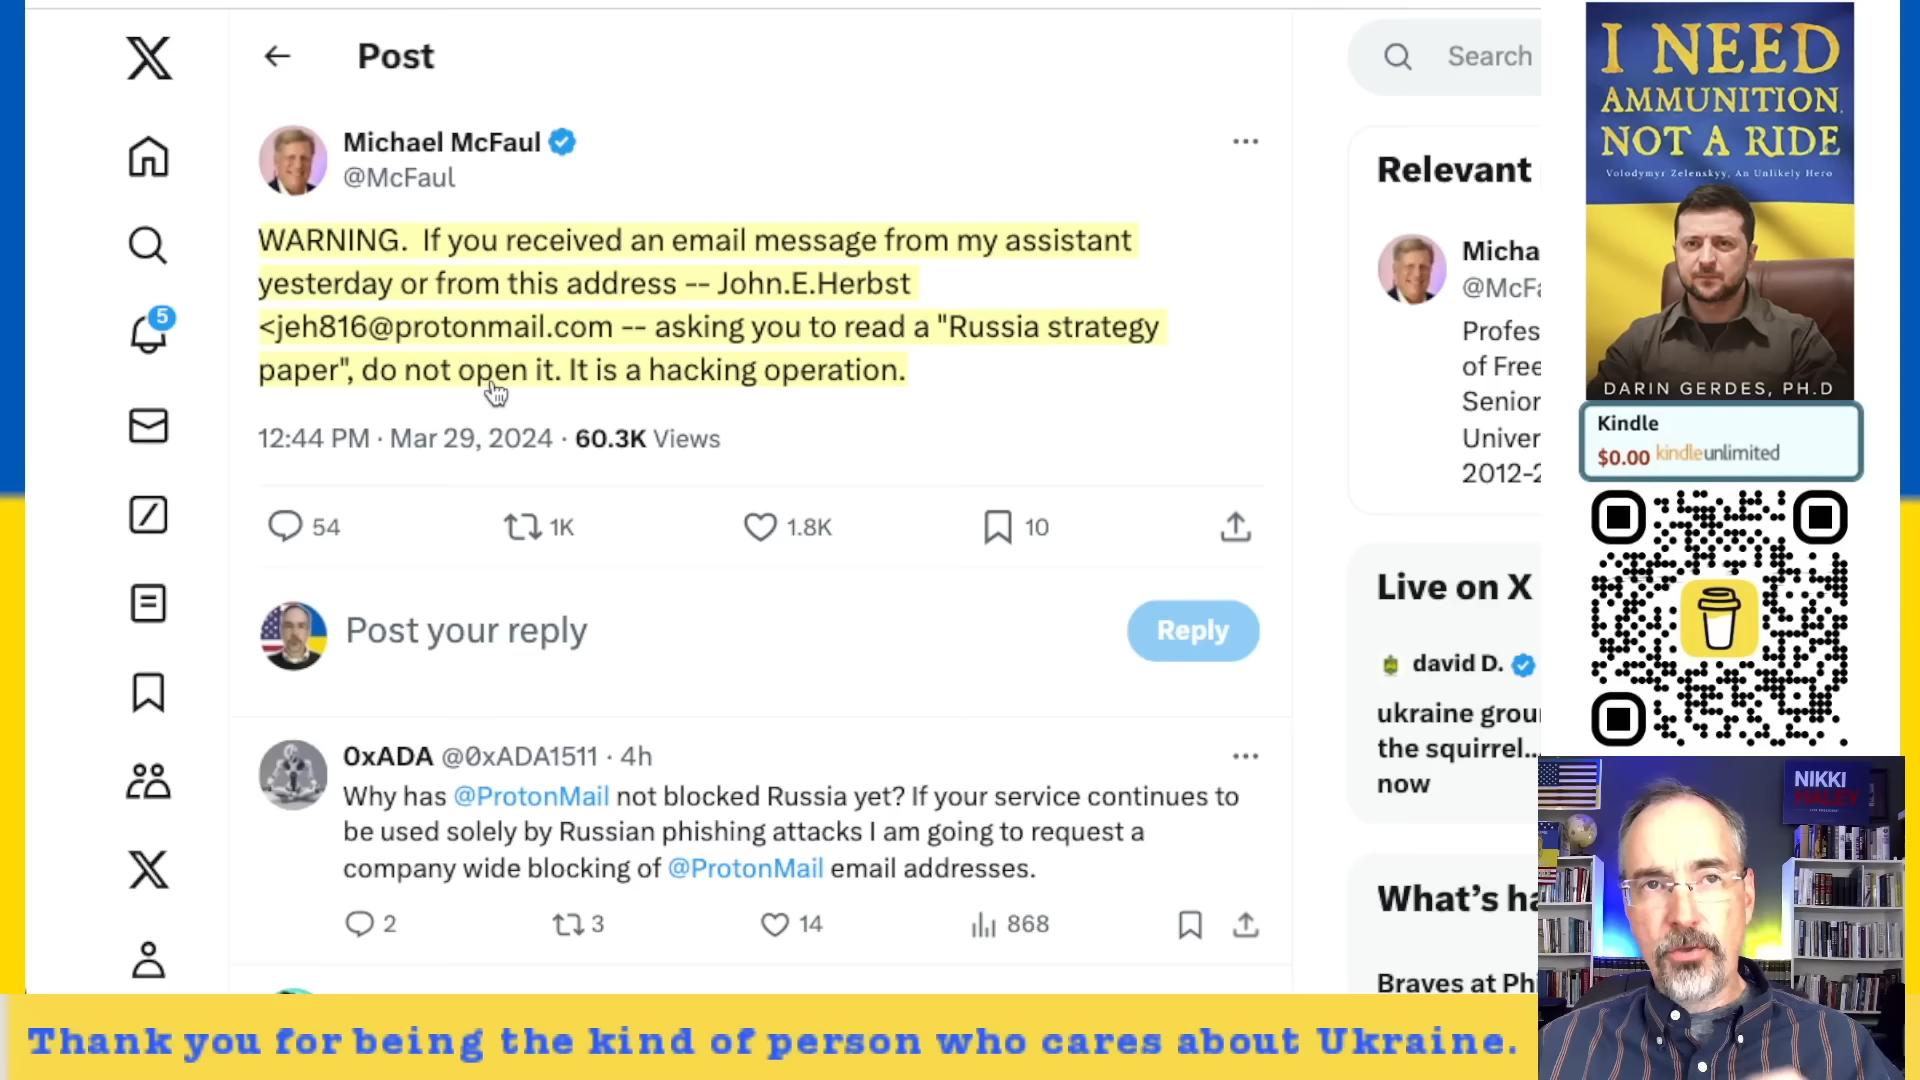 Post
Michael McFaul
@McFaul
WARNING.  If you received an email message from my assistant
yesterday or from this address -- John.E.Herbst
<jeh816@protonmail.com -- asking you to read a "Russia strategy
paper", do not open it. It is a hacking operation.
12:44 PM · Mar 29, 2024 · 60.3K Views
54
1K
1.8K
10
Post your reply
Reply
0xADA @0xADA1511 · 4h
Why has @ProtonMail not blocked Russia yet? If your service continues to
be used solely by Russian phishing attacks I am going to request a
company wide blocking of @ProtonMail email addresses.
2
3
14
868
5
Search
Relevant
Micha
@McFa
Profes
of Free
Senior
Univer
2012-2
Live on X
david D.
ukraine grou
the squirrel...
now
What's ha
Braves at Phi
I NEED
AMMUNITION,
NOT A RIDE
Volodymyr Zelenskyy, An Unlikely Hero
DARIN GERDES, PH.D
Kindle
$0.00 kindleunlimited
NIKKI
HALEY
Thank you for being the kind of person who cares about Ukraine.